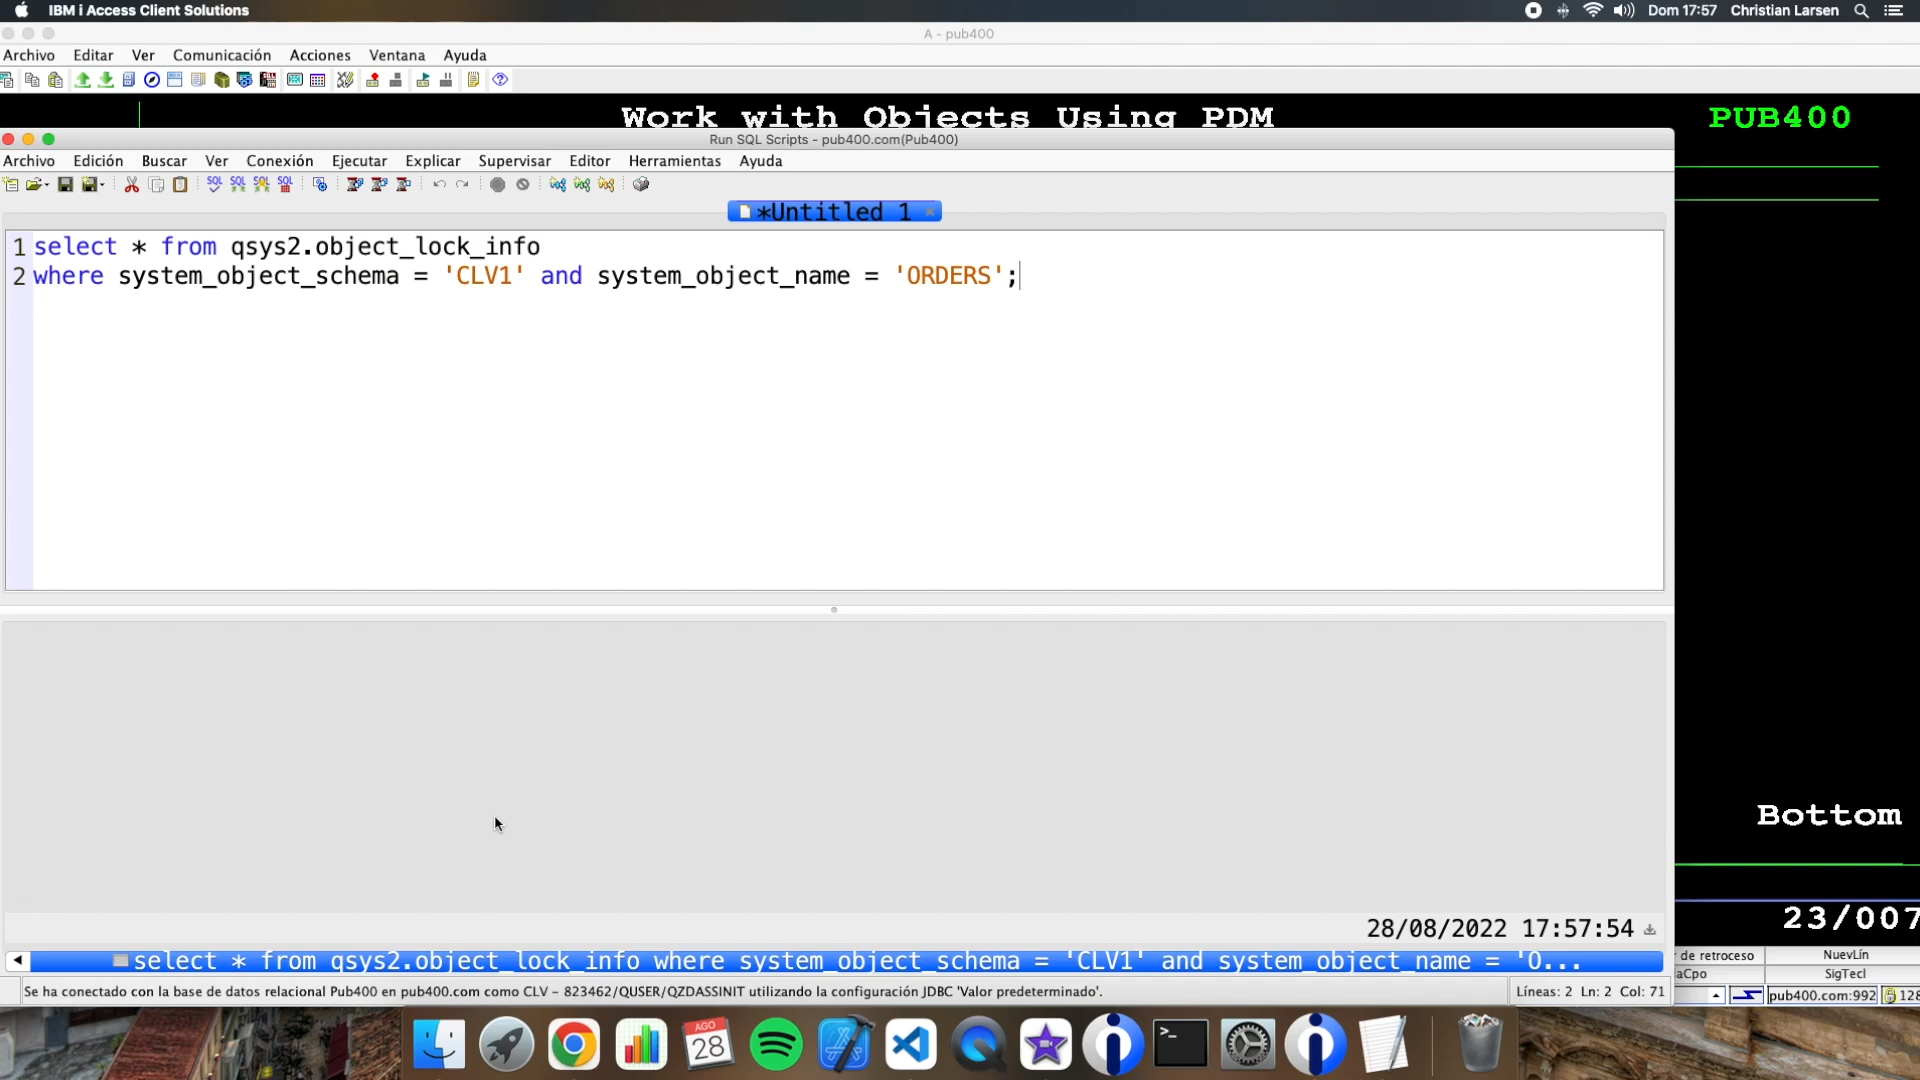 IBM i Access Client Solutions Dom 17:57 Christian Larsen
A - pub400
Archivo Editar Ver Comunicación Acciones Ventana Ayuda
Work with Objects Using PDM PUB400
Run SQL Scripts - pub400.com(Pub400)
Archivo Edición Buscar Ver Conexión Ejecutar Explicar Supervisar Editor Herramientas Ayuda
SQL SQL SQL SQL
*Untitled 1
1 select * from qsys2.object_lock_info
2 where system_object_schema = 'CLV1' and system_object_name = 'ORDERS';
Bottom
28/08/2022 17:57:54
23/007
select * from qsys2.object_lock_info where system_object_schema = 'CLV1' and system_object_name = 'O...
de retroceso NuevLín
aCpo SigTecl
Se ha conectado con la base de datos relacional Pub400 en pub400.com como CLV - 823462/QUSER/QZDASSINIT utilizando la configuración JDBC 'Valor predeterminado'.
Líneas: 2 Ln: 2 Col: 71
pub400.com:992 128
AGO
28